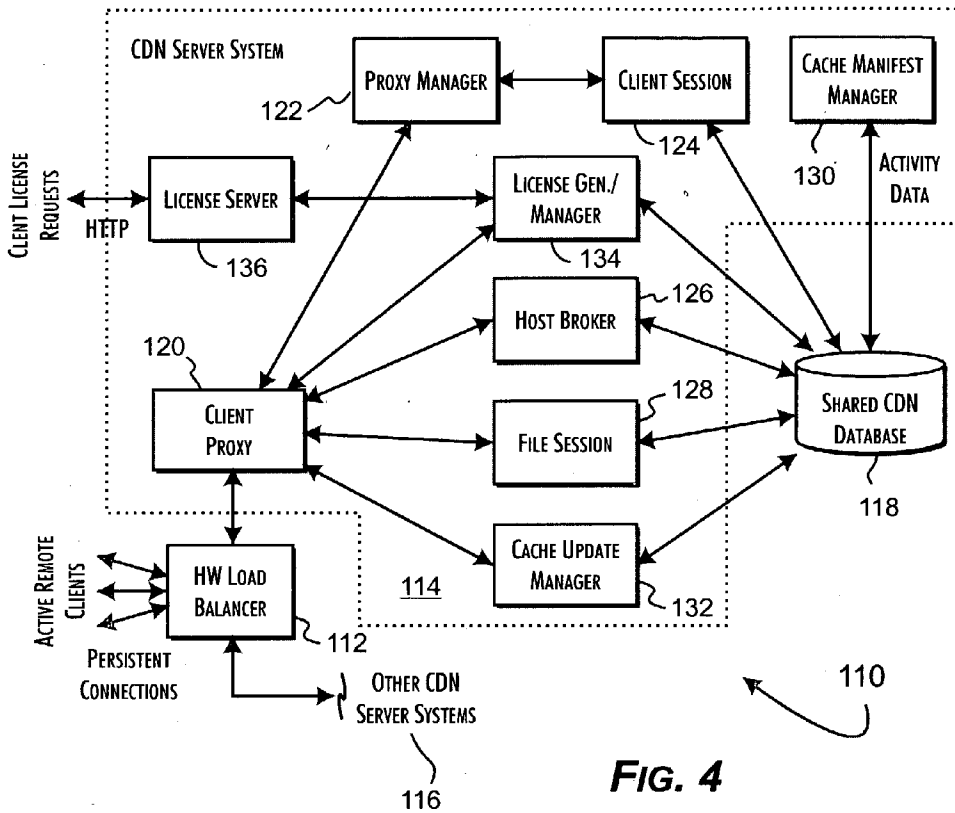 CDN SERVER SYSTEM
PROXY MANAGER
122
CLIENT SESSION
124
CACHE MANIFEST
MANAGER
130
ACTIVITY
DATA
CLENT LICENSE
REQUESTS
HTTP
LICENSE SERVER
136
LICENSE GEN./
MANAGER
134
126
HOST BROKER
120
CLIENT
PROXY
128
FILE SESSION
SHARED CDN
DATABASE
118
CACHE UPDATE
MANAGER
132
114
ACTIVE REMOTE
CLIENTS
HW LOAD
BALANCER
112
PERSISTENT
CONNECTIONS
OTHER CDN
SERVER SYSTEMS
116
110
FIG. 4